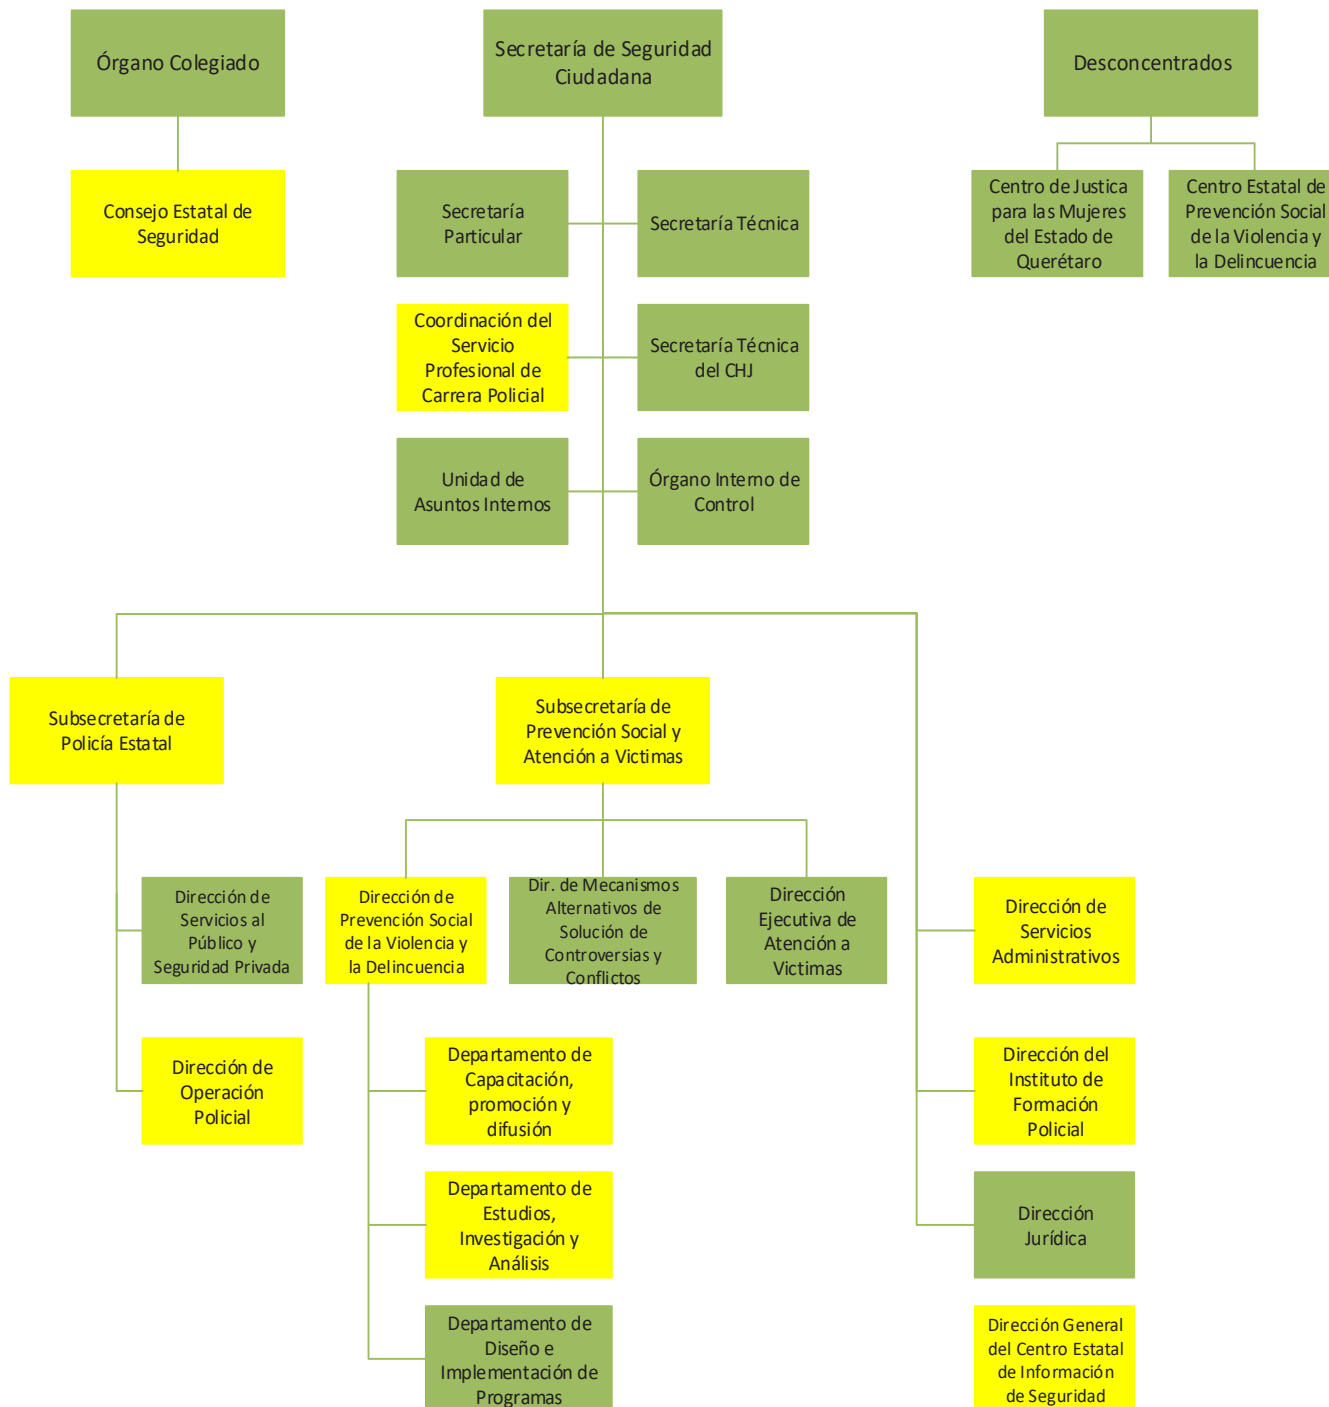 Órgano Colegiado
Secretaría de Seguridad
Ciudadana
Desconcentrados
Consejo Estatal de
Seguridad
Secretaría
Particular
Secretaría Técnica
Centro de Justica
para las Mujeres
del Estado de
Querétaro
Centro Estatal de
Prevención Social
de la Violencia y
la Delincuencia
Coordinación del
Servicio
Profesional de
Carrera Policial
Secretaría Técnica
del CHJ
Unidad de
Asuntos Internos
Órgano Interno de
Control
Subsecretaría de
Policía Estatal
Subsecretaría de
Prevención Social y
Atención a Victimas
Dirección de
Servicios al
Público y
Seguridad Privada
Dirección de
Prevención Social
de la Violencia y
la Delincuencia
Dir. de Mecanismos
Alternativos de
Solución de
Controversias y
Conflictos
Dirección
Ejecutiva de
Atención a
Victimas
Dirección de
Servicios
Administrativos
Dirección de
Operación
Policial
Departamento de
Capacitación,
promoción y
difusión
Dirección del
Instituto de
Formación
Policial
Departamento de
Estudios,
Investigación y
Análisis
Dirección
Jurídica
Departamento de
Diseño e
Implementación de
Programas
Dirección General
del Centro Estatal
de Información
de Seguridad